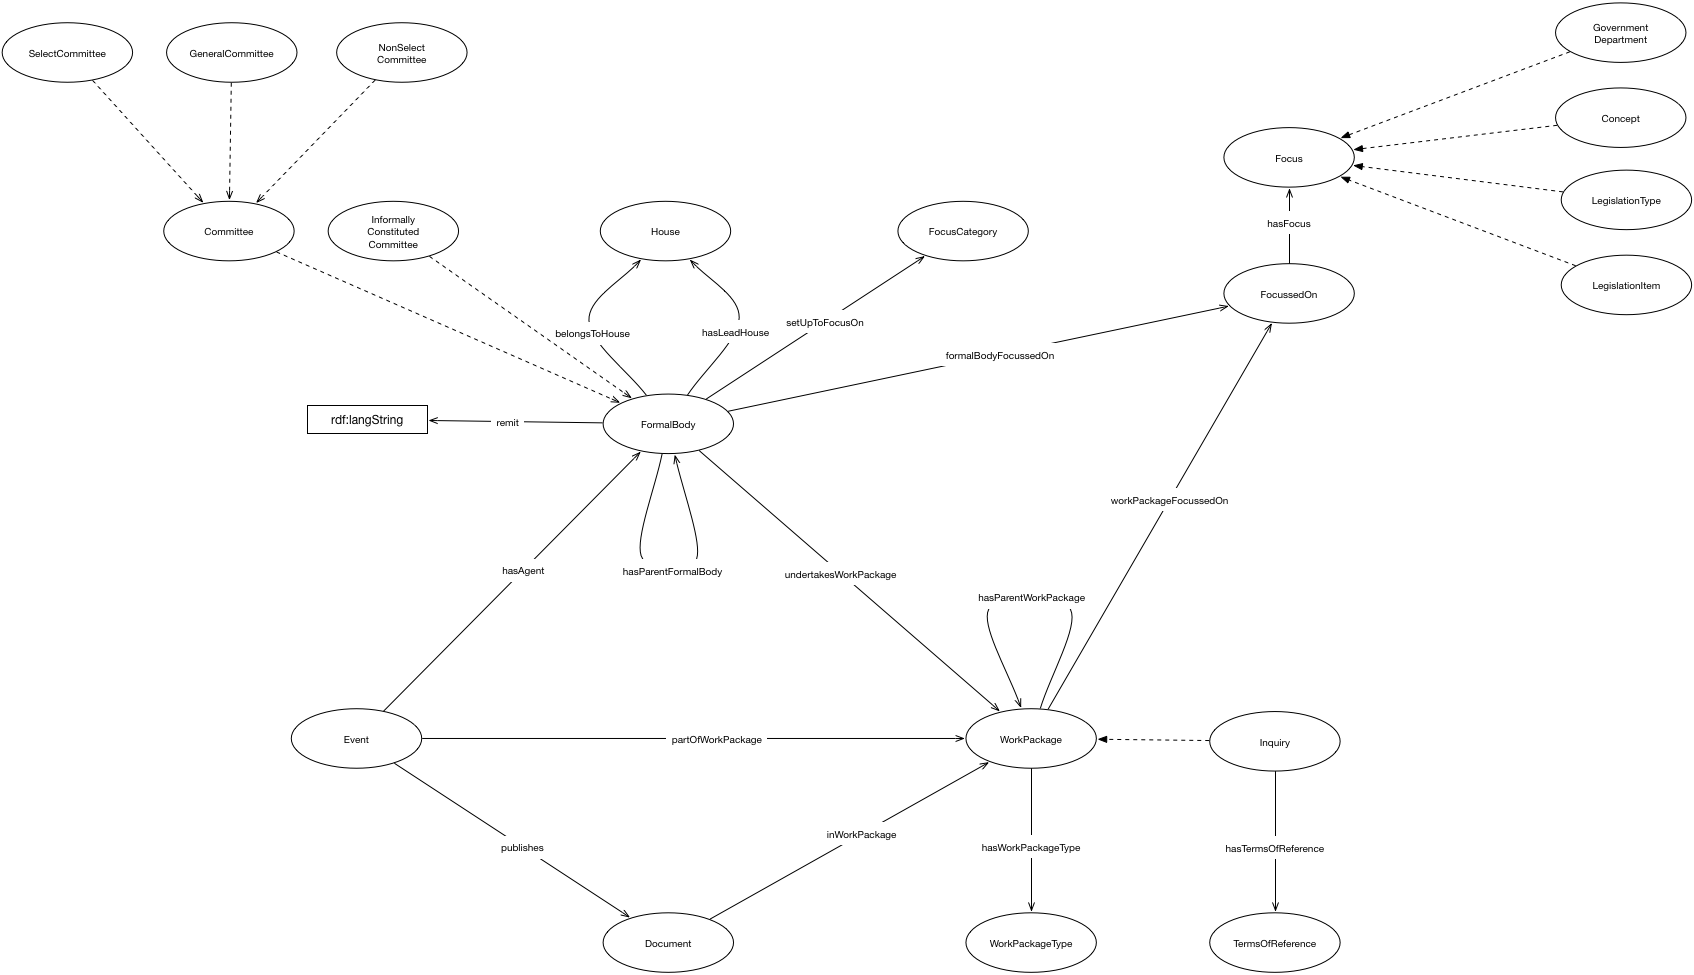 SelectCommittee
GeneralCommittee
NonSelect
Committee
Government
Department
Concept
Focus
LegislationType
Committee
Informally
Constituted
Committee
House
FocusCategory
hasFocus
LegislationItem
FocussedOn
belongsToHouse
hasLeadHouse
setUpToFocusOn
formalBodyFocussedOn
rdf:langString
remit
FormalBody
workPackageFocussedOn
hasAgent
hasParentFormalBody
undertakesWorkPackage
hasParentWorkPackage
Event
partOfWorkPackage
WorkPackage
Inquiry
publishes
inWorkPackage
hasWorkPackageType
hasTermsOfReference
Document
WorkPackageType
TermsOfReference